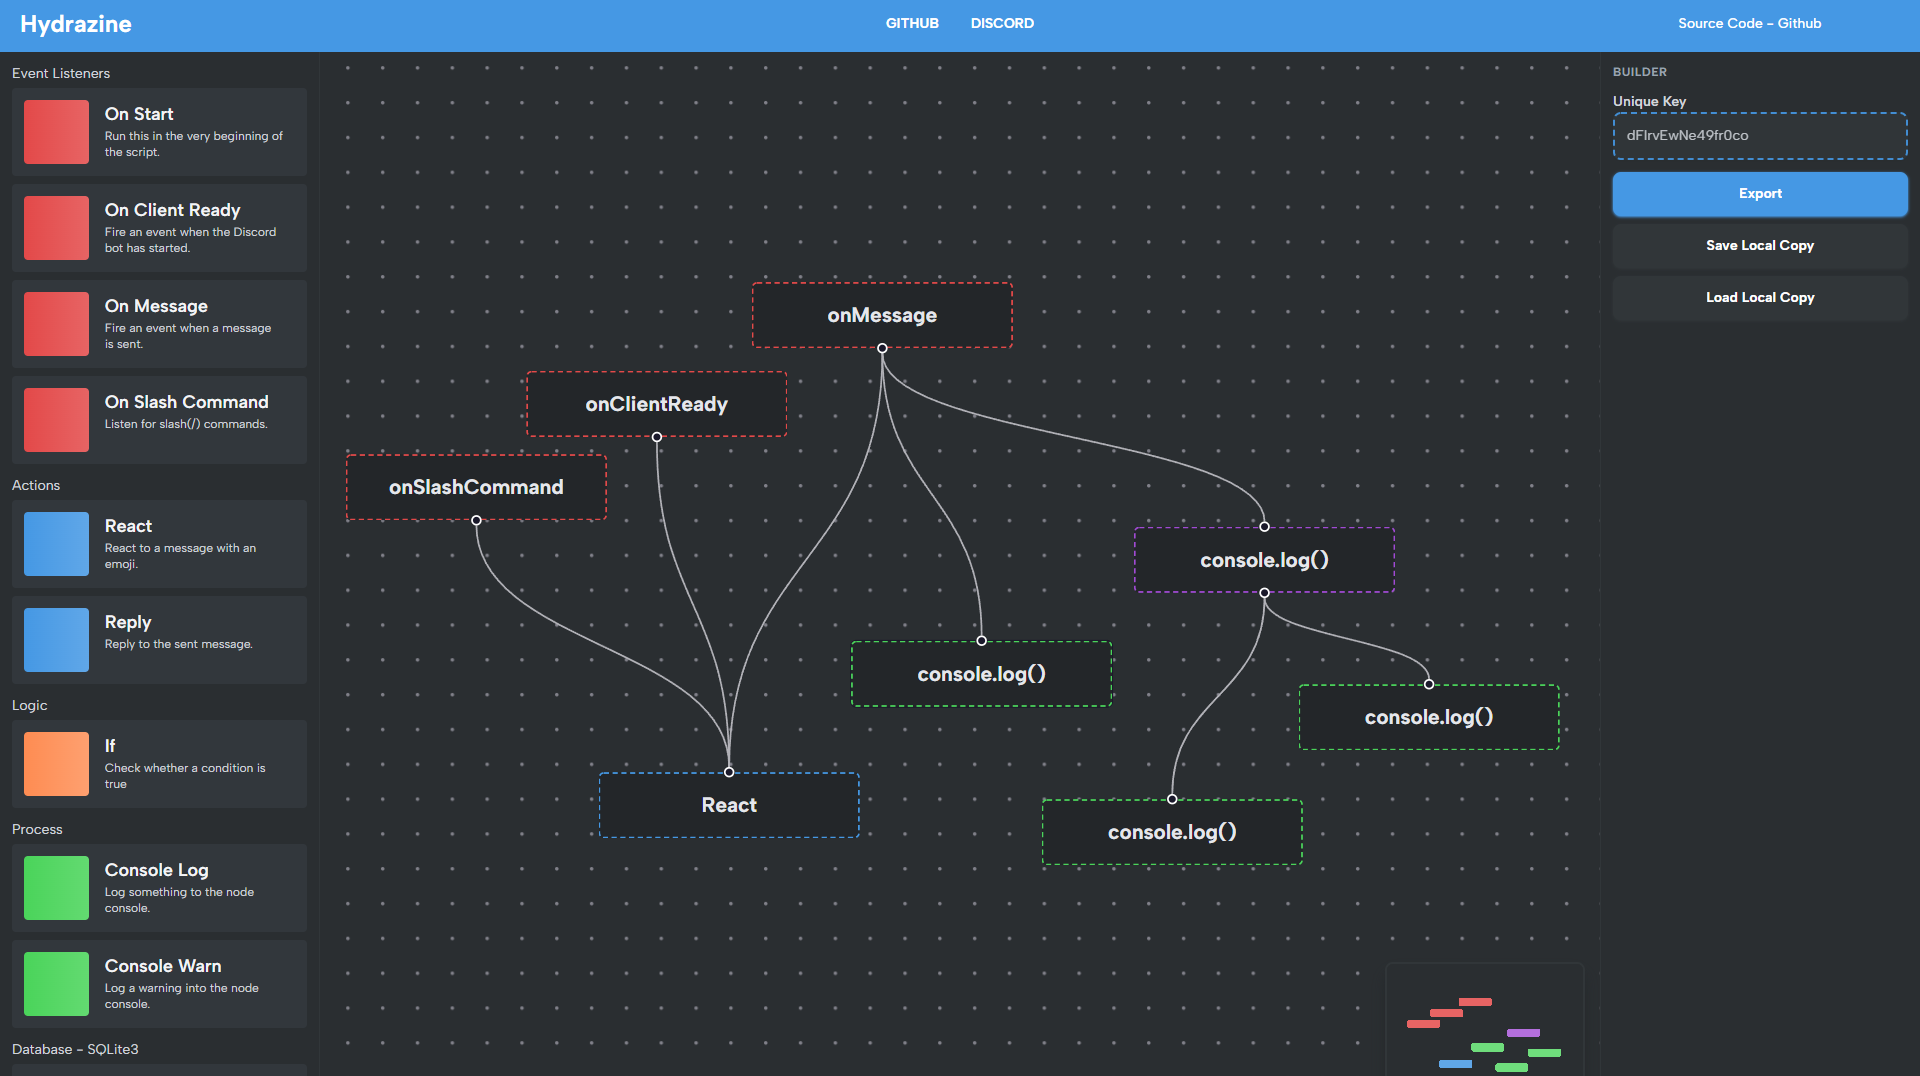 Hydrazine
GITHUB
DISCORD
Source Code - Github
Event Listeners
On Start
Run this in the very beginning of
the script.
On Client Ready
Fire an event when the Discord
bot has started.
On Message
Fire an event when a message
is sent.
On Slash Command
Listen for slash(/) commands.
Actions
React
React to a message with an
emoji.
Reply
Reply to the sent message.
Logic
If
Check whether a condition is
true
Process
Console Log
Log something to the node
console.
Console Warn
Log a warning into the node
console.
Database - SQLite3
onMessage
onClientReady
onSlashCommand
console.log()
console.log()
console.log()
React
console.log()
BUILDER
Unique Key
dFIrvEwNe49fr0co
Export
Save Local Copy
Load Local Copy